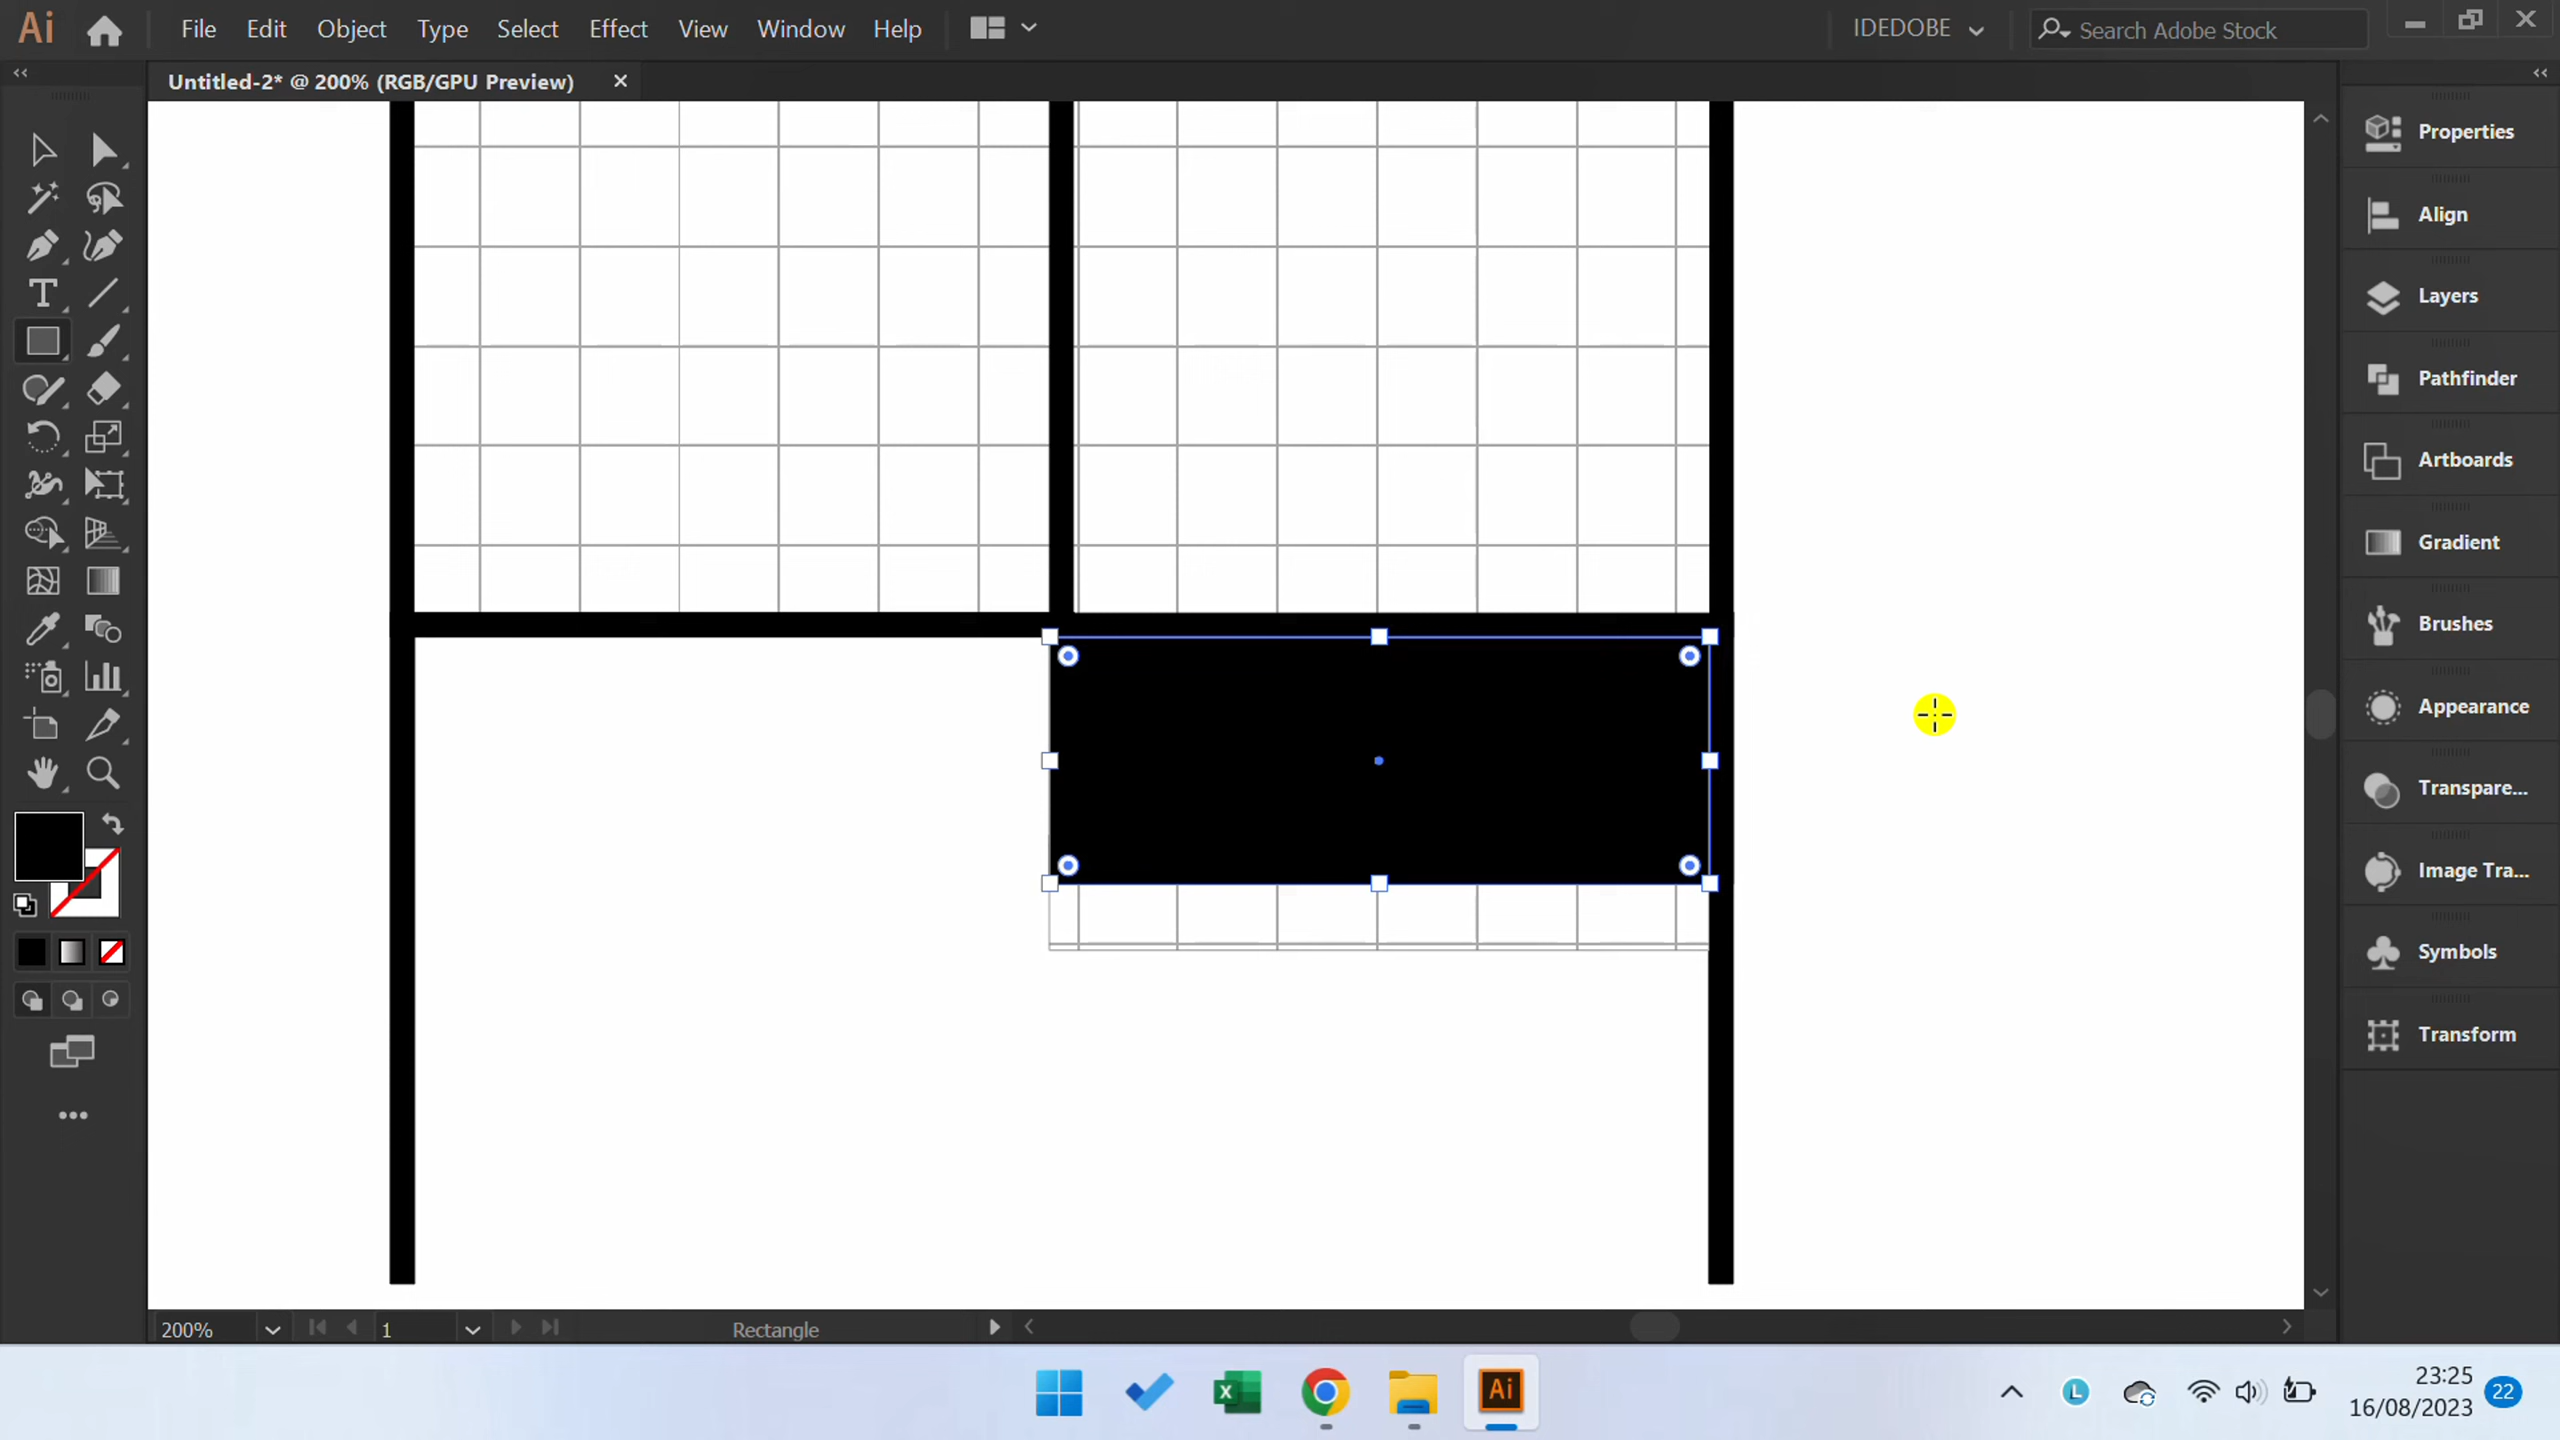 Ai File Edit Object Type Select Effect View Window Help IDEDOBE Search Adobe Stock
Untitled-2* @ 200% (RGB/GPU Preview)
Properties
Align
Layers
Pathfinder
Artboards
Gradient
Brushes
Appearance
Transpare...
Image Tra...
Symbols
Transform
200% 1 Rectangle
Ai
L
23:25
16/08/2023
22